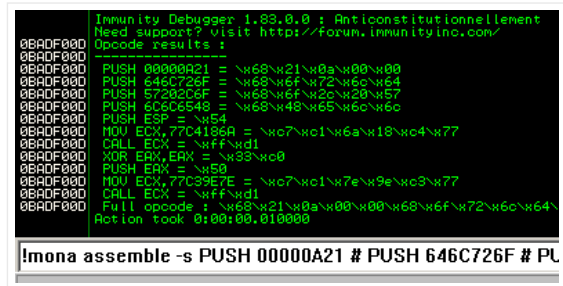 Immunity Debugger 1.83.0.0 : Anticonstitutionnellement
Need support? visit http://forum.immunityinc.com/
0BADF00D Opcode results :
0BADF00D ----------------
0BADF00D PUSH 00000A21 = \x68\x21\x0a\x00\x00
0BADF00D PUSH 646C726F = \x68\x6f\x72\x6c\x64
0BADF00D PUSH 57202C6F = \x68\x6f\x2c\x20\x57
0BADF00D PUSH 6C6C6548 = \x68\x48\x65\x6c\x6c
0BADF00D PUSH ESP = \x54
0BADF00D MOV ECX,77C4186A = \xc7\xc1\x6a\x18\xc4\x77
0BADF00D CALL ECX = \xff\xd1
0BADF00D XOR EAX,EAX = \x33\xc0
0BADF00D PUSH EAX = \x50
0BADF00D MOV ECX,77C39E7E = \xc7\xc1\x7e\x9e\xc3\x77
0BADF00D CALL ECX = \xff\xd1
0BADF00D Full opcode : \x68\x21\x0a\x00\x00\x68\x6f\x72\x6c\x64\
Action took 0:00:00.010000
!mona assemble -s PUSH 00000A21 # PUSH 646C726F # PU